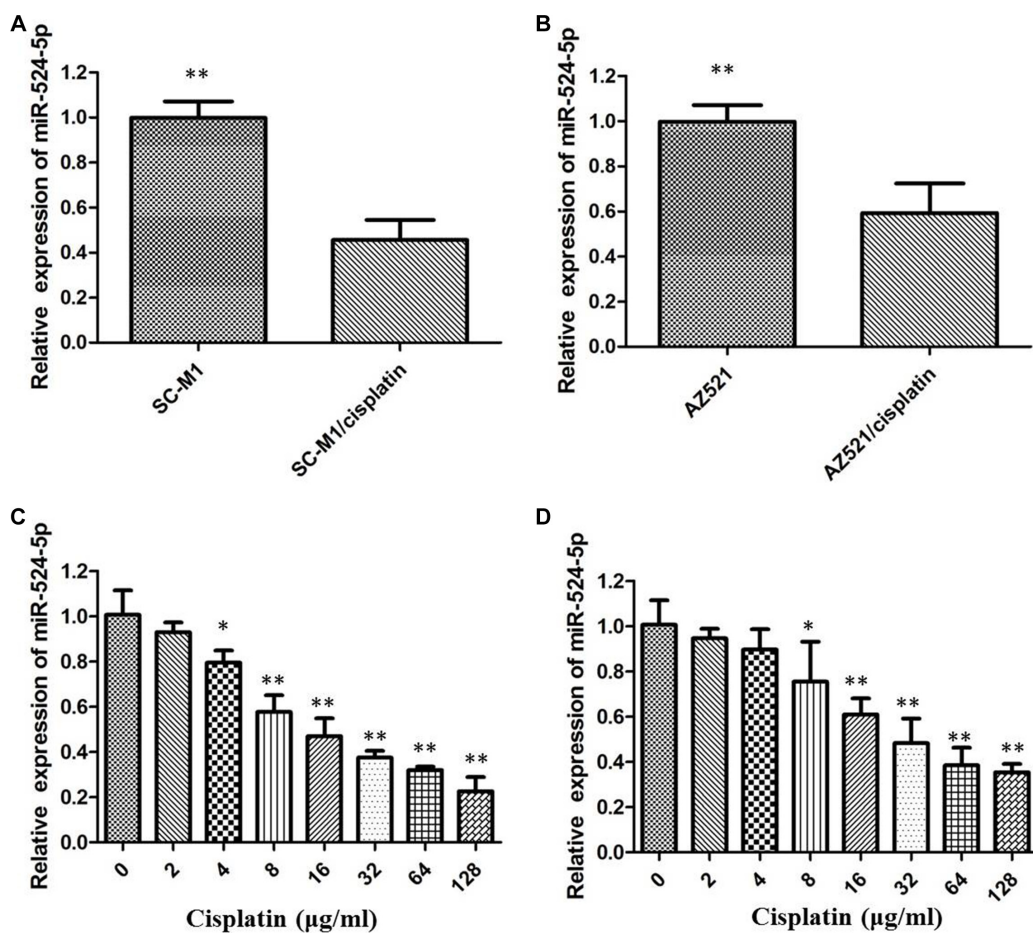 A
Relative expression of miR-524-5p
1.2
1.0
0.8
0.6
0.4
0.2
0.0
**
SC-M1
SC-M1/cisplatin
B
Relative expression of miR-524-5p
1.2
1.0
0.8
0.6
0.4
0.2
0.0
**
AZ521
AZ521/cisplatin
C
Relative expression of miR-524-5p
1.2
1.0
0.8
0.6
0.4
0.2
0.0
*
**
**
**
**
**
0 2 4 8 16 32 64 128
Cisplatin (μg/ml)
D
Relative expression of miR-524-5p
1.2
1.0
0.8
0.6
0.4
0.2
0.0
*
**
**
**
**
0 2 4 8 16 32 64 128
Cisplatin (μg/ml)